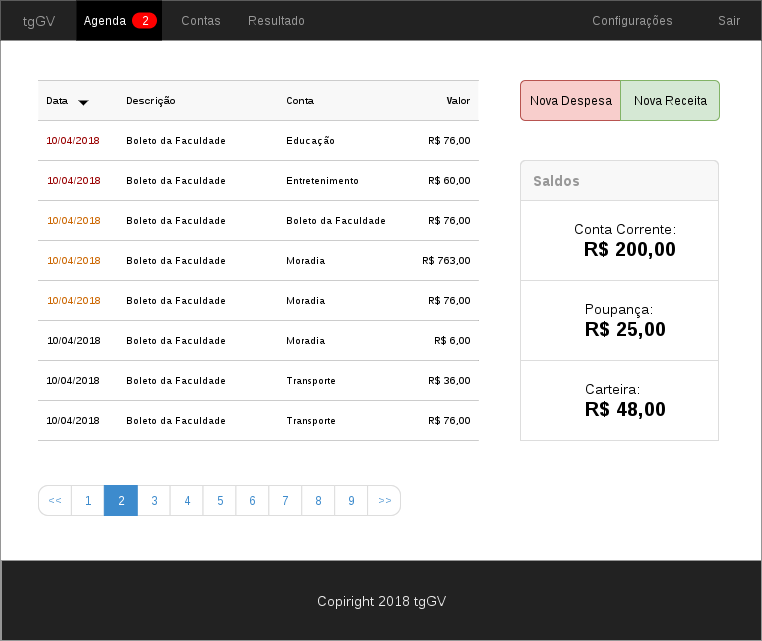 tgGV Agenda 2 Contas Resultado Configurações Sair
Data Descrição Conta Valor
10/04/2018 Boleto da Faculdade Educação R$ 76,00
10/04/2018 Boleto da Faculdade Entretenimento R$ 60,00
10/04/2018 Boleto da Faculdade Boleto da Faculdade R$ 76,00
10/04/2018 Boleto da Faculdade Moradia R$ 763,00
10/04/2018 Boleto da Faculdade Moradia R$ 76,00
10/04/2018 Boleto da Faculdade Moradia R$ 6,00
10/04/2018 Boleto da Faculdade Transporte R$ 36,00
10/04/2018 Boleto da Faculdade Transporte R$ 76,00
<< 1 2 3 4 5 6 7 8 9 >>
Nova Despesa Nova Receita
Saldos
Conta Corrente:
R$ 200,00
Poupança:
R$ 25,00
Carteira:
R$ 48,00
Copiright 2018 tgGV